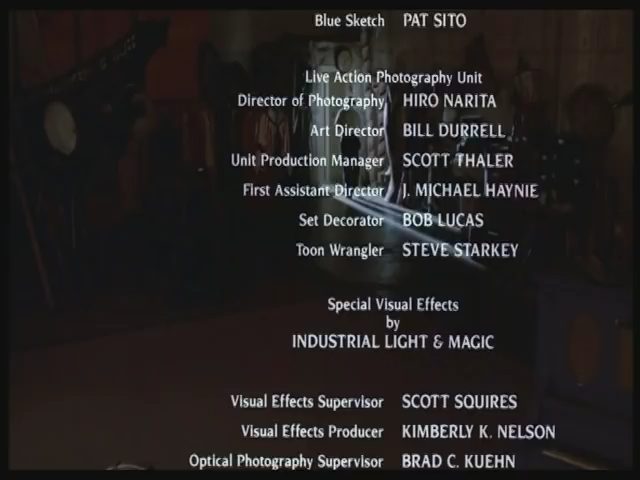 Blue Sketch PAT SITO
Live Action Photography Unit
Director of Photography HIRO NARITA
Art Director BILL DURRELL
Unit Production Manager SCOTT THALER
First Assistant Director J. MICHAEL HAYNIE
Set Decorator BOB LUCAS
Toon Wrangler STEVE STARKEY
Special Visual Effects
by
INDUSTRIAL LIGHT & MAGIC
Visual Effects Supervisor SCOTT SQUIRES
Visual Effects Producer KIMBERLY K. NELSON
Optical Photography Supervisor BRAD C. KUEHN